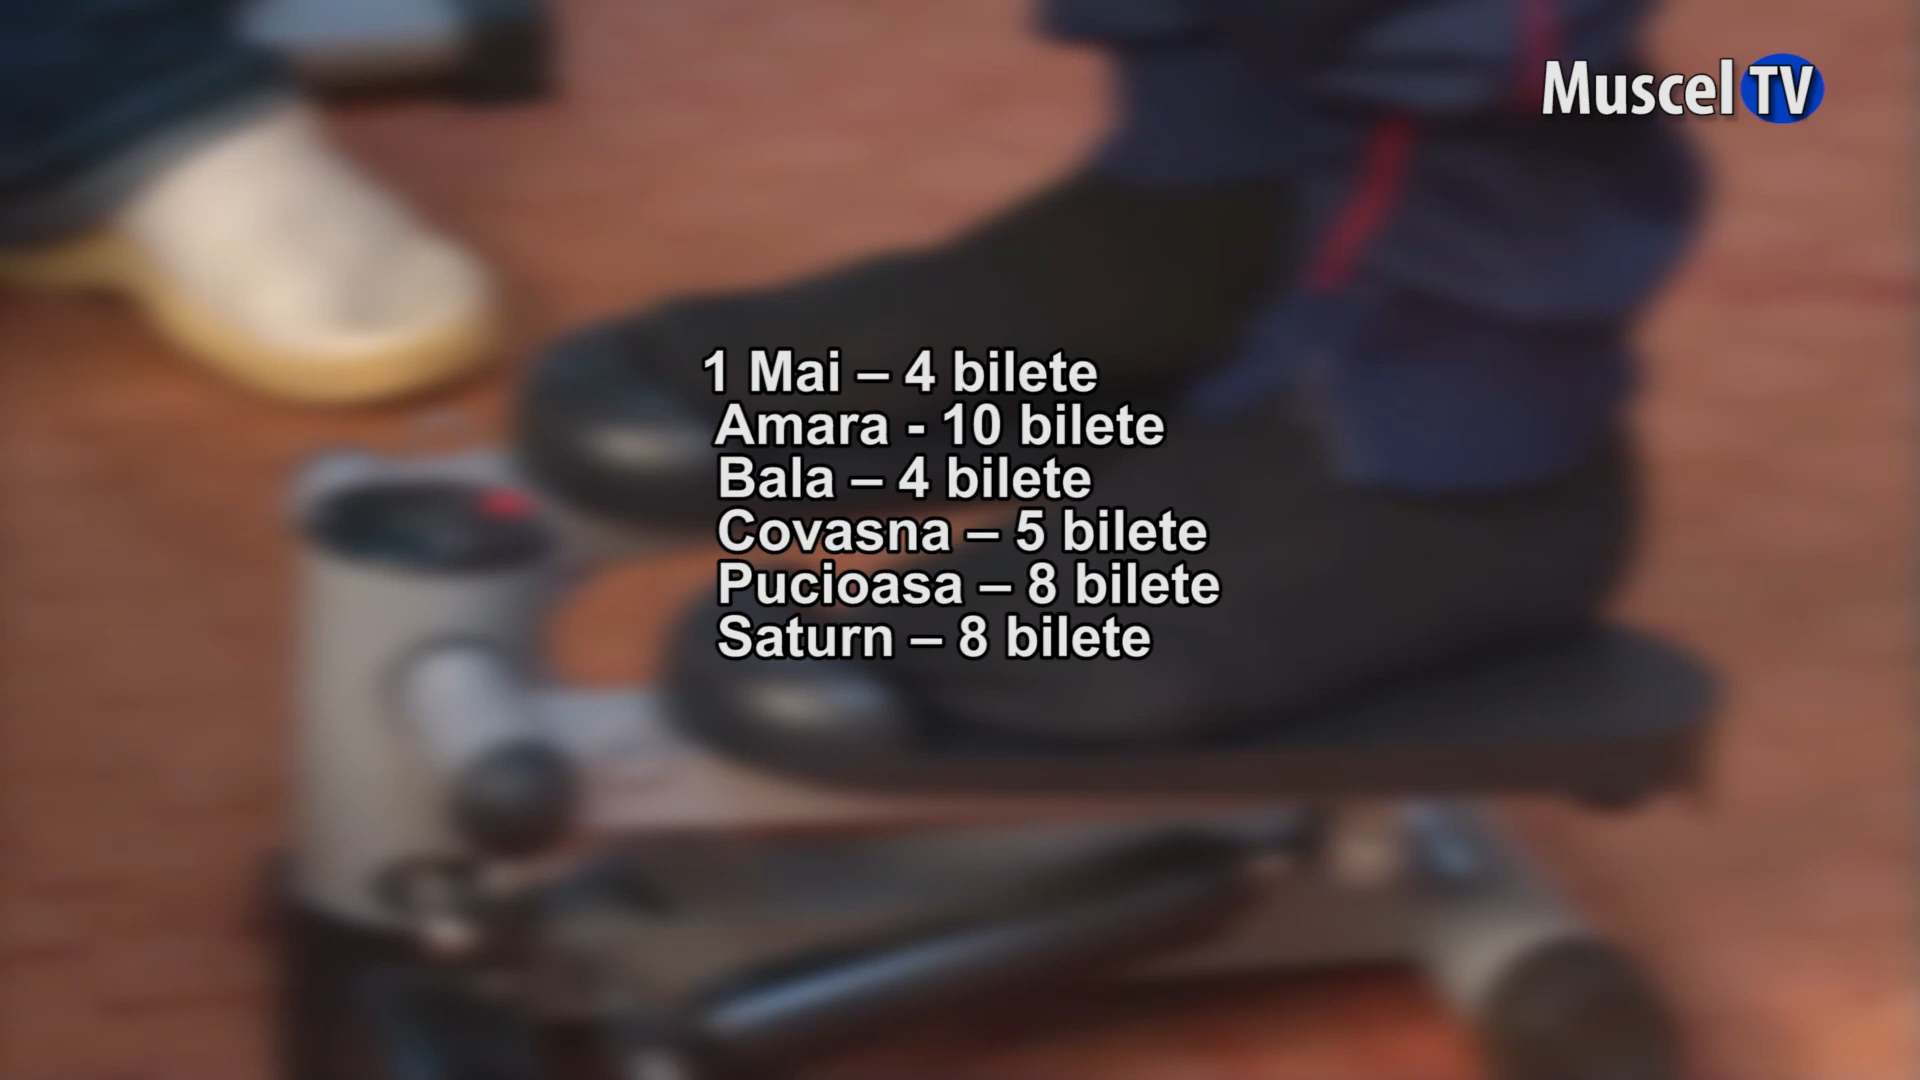 Muscel TV
1 Mai – 4 bilete
Amara - 10 bilete
Bala – 4 bilete
Covasna – 5 bilete
Pucioasa – 8 bilete
Saturn – 8 bilete